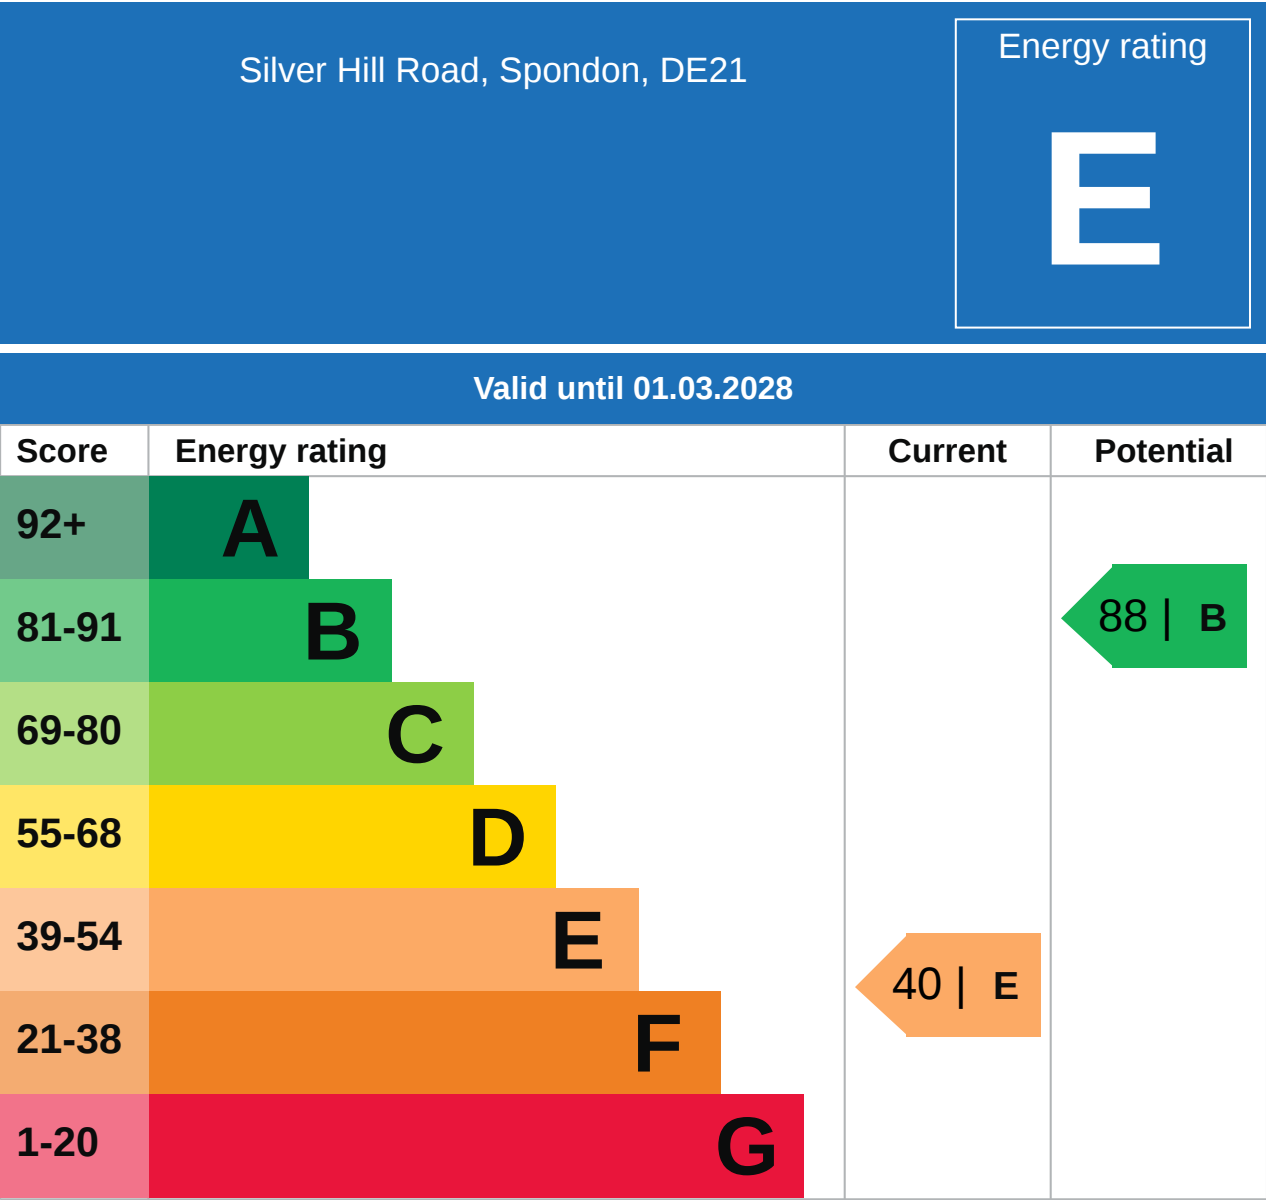 Silver Hill Road, Spondon, DE21
Energy rating
E
Valid until 01.03.2028
Score Energy rating Current Potential
92+ A
81-91 B 88 | B
69-80 C
55-68 D
39-54 E
40 | E
21-38 F
1-20 G